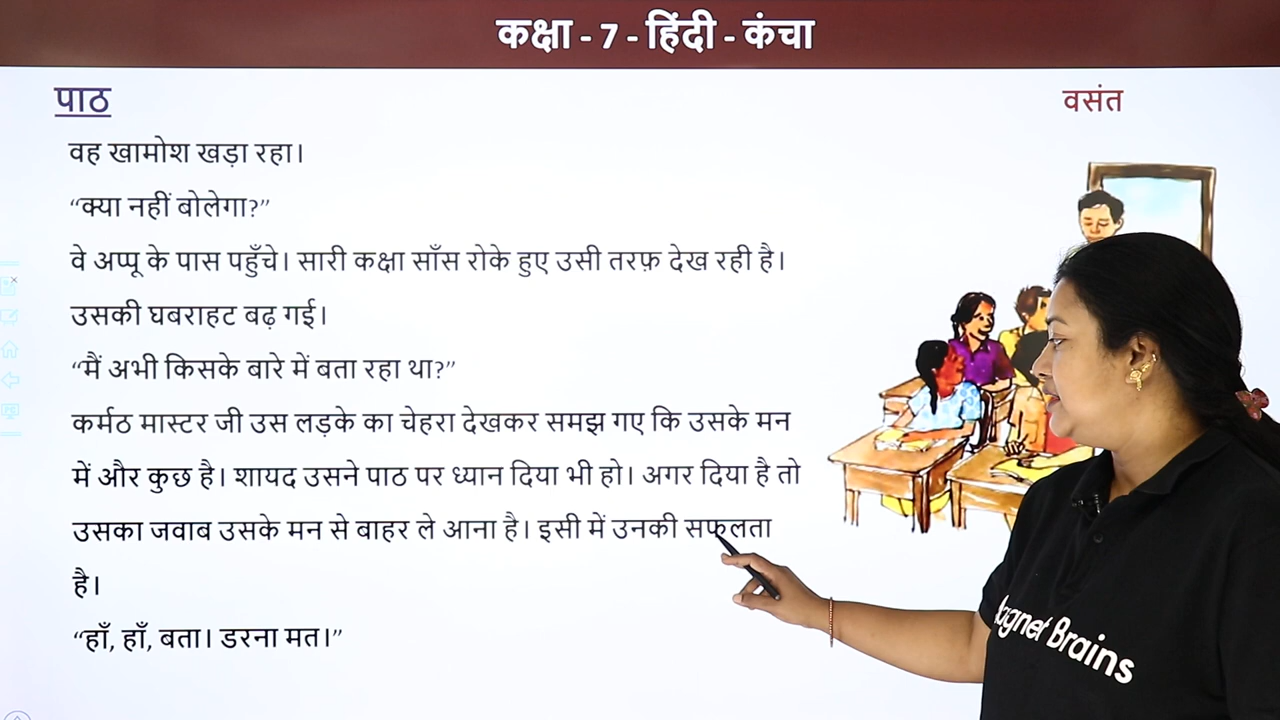 कक्षा - 7 - हिंदी - कंचा
पाठ
वसंत
वह खामोश खड़ा रहा।
“क्या नहीं बोलेगा?”
वे अप्पू के पास पहुँचे। सारी कक्षा साँस रोके हुए उसी तरफ़ देख रही है।
उसकी घबराहट बढ़ गई।
“मैं अभी किसके बारे में बता रहा था?”
कर्मठ मास्टर जी उस लड़के का चेहरा देखकर समझ गए कि उसके मन
में और कुछ है। शायद उसने पाठ पर ध्यान दिया भी हो। अगर दिया है तो
उसका जवाब उसके मन से बाहर ले आना है। इसी में उनकी सफलता
है।
“हाँ, हाँ, बता। डरना मत।”
Magnet Brains